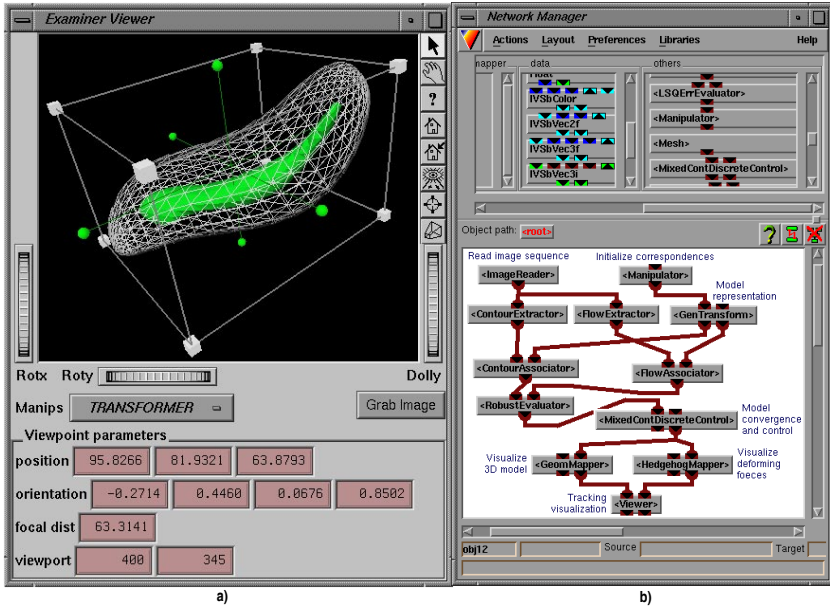 Examiner Viewer
?
Rotx Roty Dolly
Manips TRANSFORMER Grab Image
Viewpoint parameters
position 95.8266 81.9321 63.8793
orientation -0.2714 0.4460 0.0676 0.8502
focal dist 63.3141
viewport 400 345
a)
Network Manager
Actions Layout Preferences Libraries Help
mapper data others
Float
IVSbColor
IVSbVec2f
IVSbVec3f
IVSbVec3i
<LSQErrEvaluator>
<Manipulator>
<Mesh>
<MixedContDiscreteControl>
Object path: <root> ?
Read image sequence
Initialize correspondences
<ImageReader> <Manipulator>
Model
representation
<ContourExtractor> <FlowExtractor> <GenTransform>
<ContourAssociator> <FlowAssociator>
<RobustEvaluator> <MixedContDiscreteControl>
Model
convergence
and control
Visualize
3D model
<GeomMapper> <HedgehogMapper>
Visualize
deforming
foeces
Tracking
visualization
<Viewer>
obj12 Source Target
b)